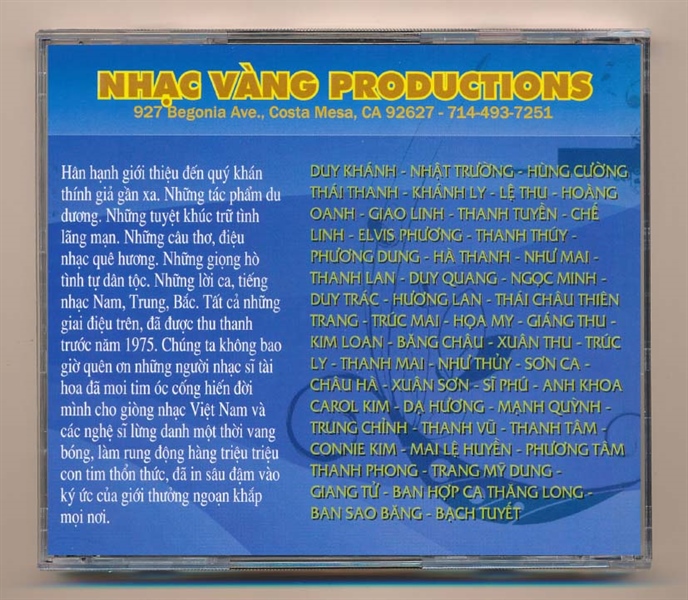 NHẠC VÀNG PRODUCTIONS
927 Begonia Ave., Costa Mesa, CA 92627 - 714-493-7251
Hân hạnh giới thiệu đến quý khán
thính giả gần xa. Những tác phẩm du
dương. Những tuyệt khúc trữ tình
lãng mạn. Những câu thơ, điệu
nhạc quê hương. Những giọng hò
tình tự dân tộc. Những lời ca, tiếng
nhạc Nam, Trung, Bắc. Tất cả những
giai điệu trên, đã được thu thanh
trước năm 1975. Chúng ta không bao
giờ quên ơn những người nhạc sĩ tài
hoa đã moi tim óc cống hiến đời
mình cho giòng nhạc Việt Nam và
các nghệ sĩ lừng danh một thời vang
bóng, làm rung động hàng triệu triệu
con tim thổn thức, đã in sâu đậm vào
ký ức của giới thưởng ngoạn khắp
mọi nơi.
DUY KHÁNH - NHẬT TRƯỜNG - HÙNG CƯỜNG
THÁI THANH - KHÁNH LY - LỆ THU - HOÀNG
OANH - GIAO LINH - THANH TUYỀN - CHẾ
LINH - ELVIS PHƯƠNG - THANH THÚY -
PHƯƠNG DUNG - HÀ THANH - NHƯ MAI -
THANH LAN - DUY QUANG - NGỌC MINH -
DUY TRÁC - HƯƠNG LAN - THÁI CHÂU THIÊN
TRANG - TRÚC MAI - HỌA MY - GIÁNG THU -
KIM LOAN - BĂNG CHÂU - XUÂN THU - TRÚC
LY - THANH MAI - NHƯ THỦY - SƠN CA -
CHÂU HÀ - XUÂN SƠN - SĨ PHÚ - ANH KHOA
CAROL KIM - DẠ HƯƠNG - MẠNH QUỲNH -
TRUNG CHỈNH - THANH VŨ - THANH TÂM -
CONNIE KIM - MAI LỆ HUYỀN - PHƯƠNG TÂM
THANH PHONG - TRANG MỸ DUNG -
GIANG TỬ - BAN HỢP CA THĂNG LONG -
BAN SAO BĂNG - BẠCH TUYẾT